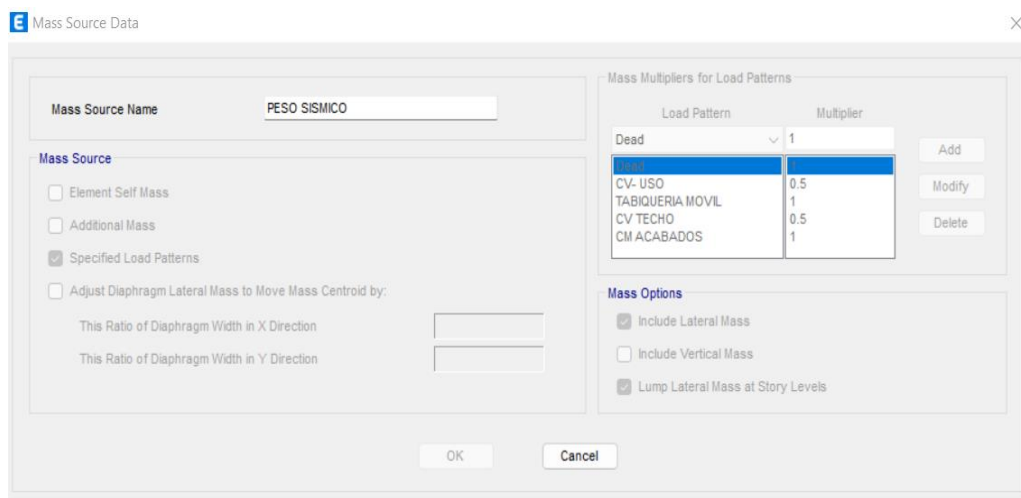 E Mass Source Data
Mass Source Name PESO SISMICO
Mass Source
Element Self Mass
Additional Mass
Specified Load Patterns
Adjust Diaphragm Lateral Mass to Move Mass Centroid by:
This Ratio of Diaphragm Width in X Direction
This Ratio of Diaphragm Width in Y Direction
Mass Multipliers for Load Patterns
Load Pattern Multiplier
Dead 1
Dead 1
CV- USO 0.5
TABIQUERIA MOVIL 1
CV TECHO 0.5
CM ACABADOS 1
Add
Modify
Delete
Mass Options
Include Lateral Mass
Include Vertical Mass
Lump Lateral Mass at Story Levels
OK Cancel